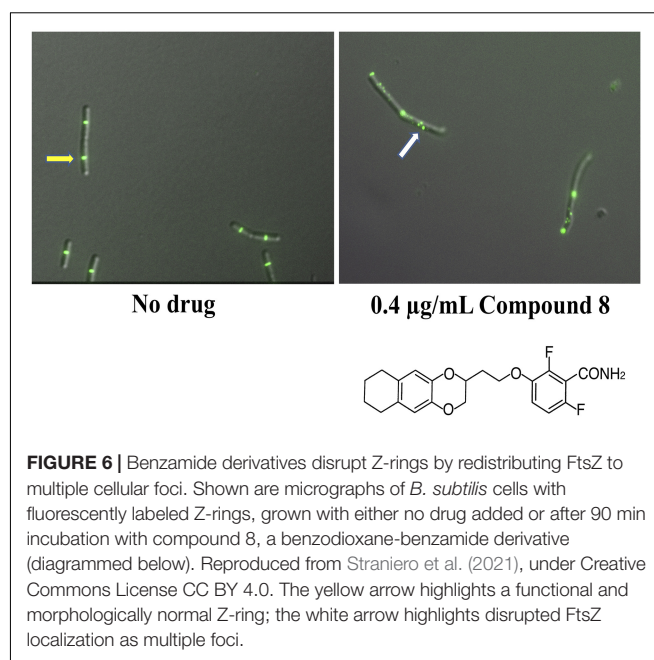 No drug
0.4 µg/mL Compound 8
F
O
O
CONH₂
O
F
FIGURE 6 | Benzamide derivatives disrupt Z-rings by redistributing FtsZ to
multiple cellular foci. Shown are micrographs of B. subtilis cells with
fluorescently labeled Z-rings, grown with either no drug added or after 90 min
incubation with compound 8, a benzodioxane-benzamide derivative
(diagrammed below). Reproduced from Straniero et al. (2021), under Creative
Commons License CC BY 4.0. The yellow arrow highlights a functional and
morphologically normal Z-ring; the white arrow highlights disrupted FtsZ
localization as multiple foci.